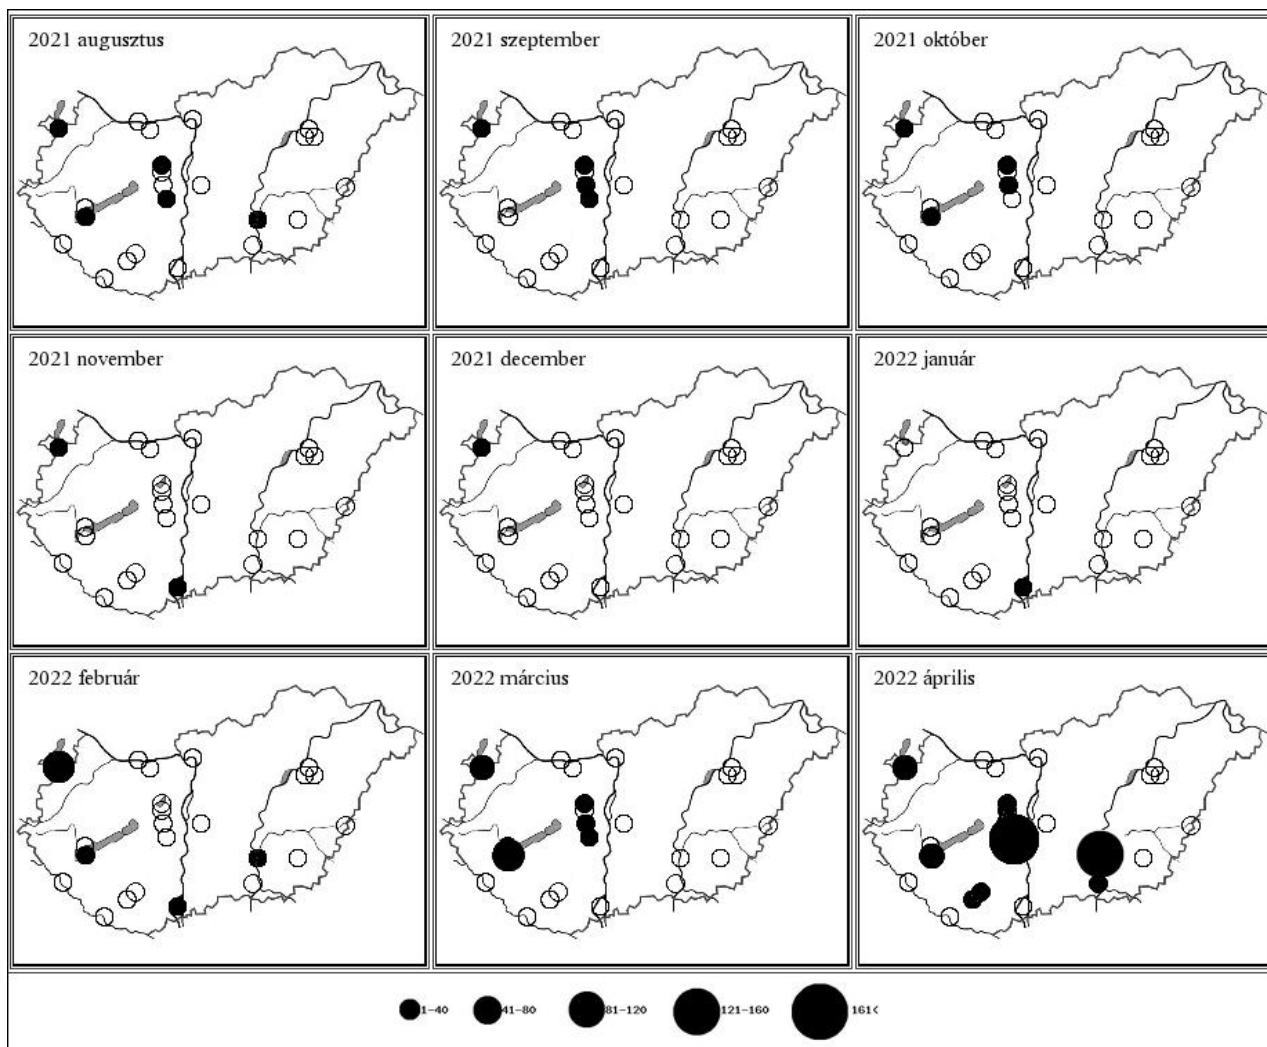 2021 augusztus
2021 szeptember
2021 október
2021 november
2021 december
2022 január
2022 február
2022 március
2022 április
1-40 41-80 81-120 121-160 161<